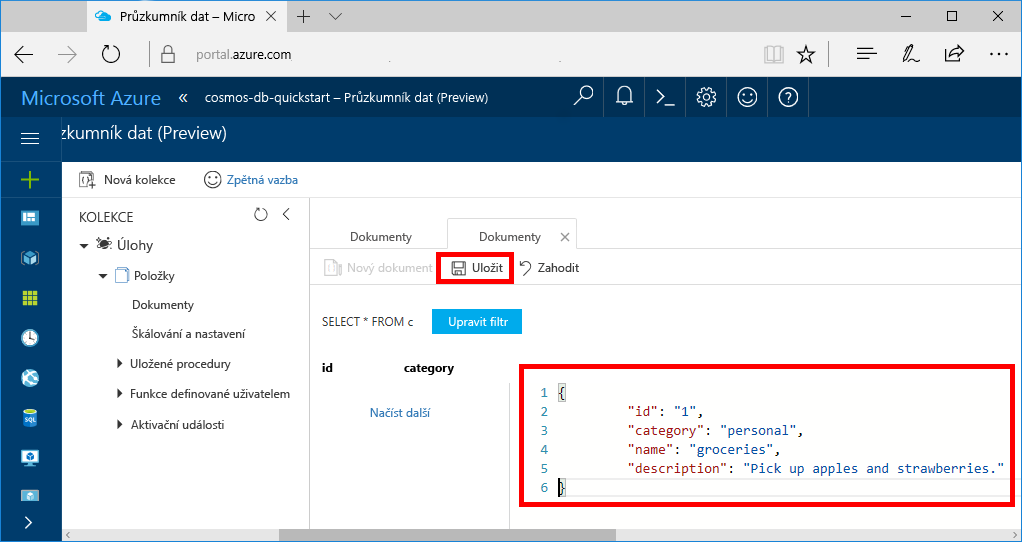 Průzkumník dat – Micro
portal.azure.com
Microsoft Azure « cosmos-db-quickstart – Průzkumník dat (Preview)
zkumník dat (Preview)
Nová kolekce Zpětná vazba
KOLEKCE
Úlohy
Položky
Dokumenty
Škálování a nastavení
Uložené procedury
Funkce definované uživatelem
Aktivační události
SQL
Dokumenty Dokumenty
Nový dokument Uložit Zahodit
SELECT * FROM c Upravit filtr
id category
Načíst další
1 {
2 "id": "1",
3 "category": "personal",
4 "name": "groceries",
5 "description": "Pick up apples and strawberries."
6 }